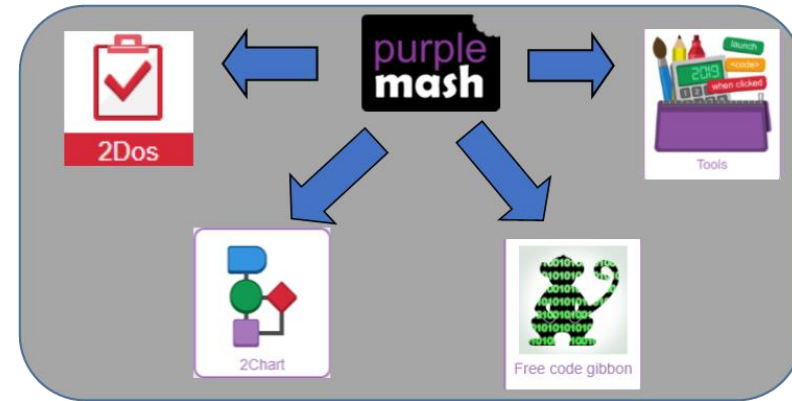 purple
mash
2Dos
launch
<code>
2019
when clicked
Tools
2Chart
Free code gibbon